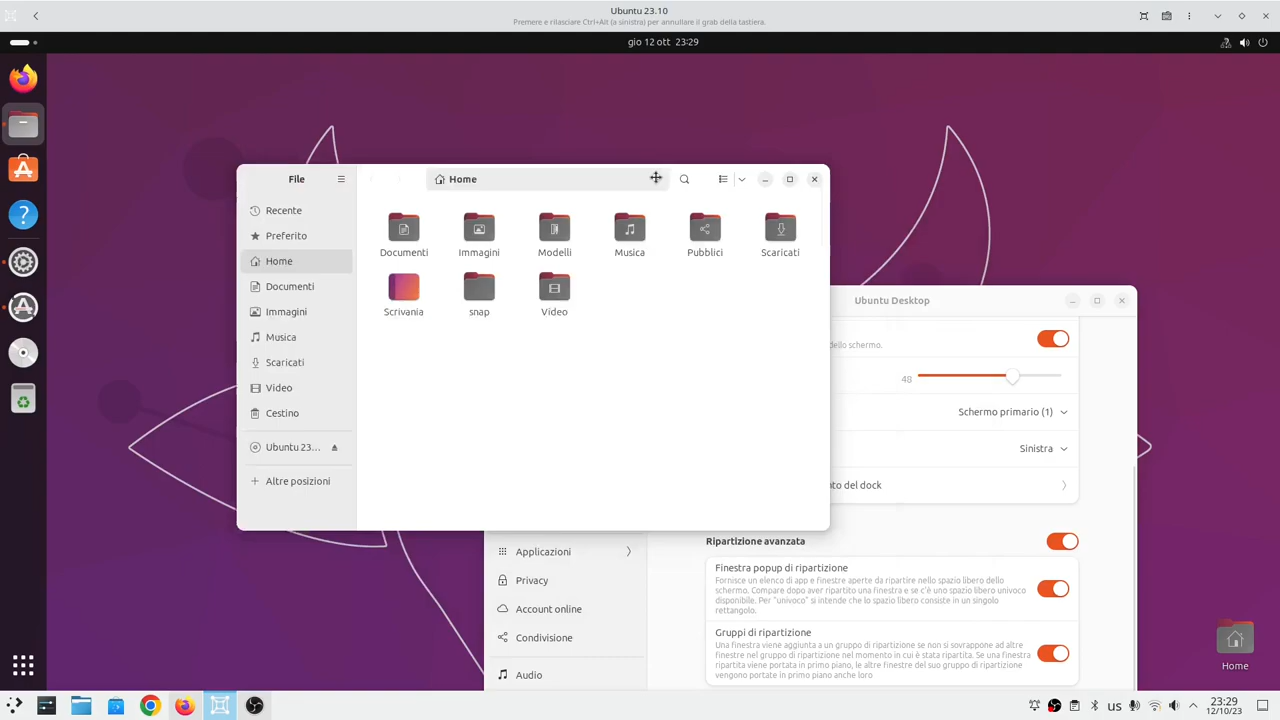 Ubuntu 23.10
Premere e rilasciare Ctrl+Alt (a sinistra) per annullare il grab della tastiera.
gio 12 ott 23:29
File
Home
Recente
Preferito
Home
Documenti
Immagini
Musica
Scaricati
Video
Cestino
Ubuntu 23...
Altre posizioni
Documenti
Immagini
Modelli
Musica
Pubblici
Scaricati
Scrivania
snap
Video
Ubuntu Desktop
dello schermo.
48
Schermo primario (1)
Sinistra
to del dock
Ripartizione avanzata
Finestra popup di ripartizione
Fornisce un elenco di app e finestre aperte da ripartire nello spazio libero dello
schermo. Compare dopo aver ripartito una finestra e se c'è uno spazio libero univoco
disponibile. Per "univoco" si intende che lo spazio libero consiste in un singolo
rettangolo.
Gruppi di ripartizione
Una finestra viene aggiunta a un gruppo di ripartizione se non si sovrappone ad altre
finestre nel gruppo di ripartizione nel momento in cui è stata ripartita. Se una finestra
ripartita viene portata in primo piano, le altre finestre del suo gruppo di ripartizione
vengono portate in primo piano anche loro
Applicazioni
Privacy
Account online
Condivisione
Audio
Home
us
23:29
12/10/23